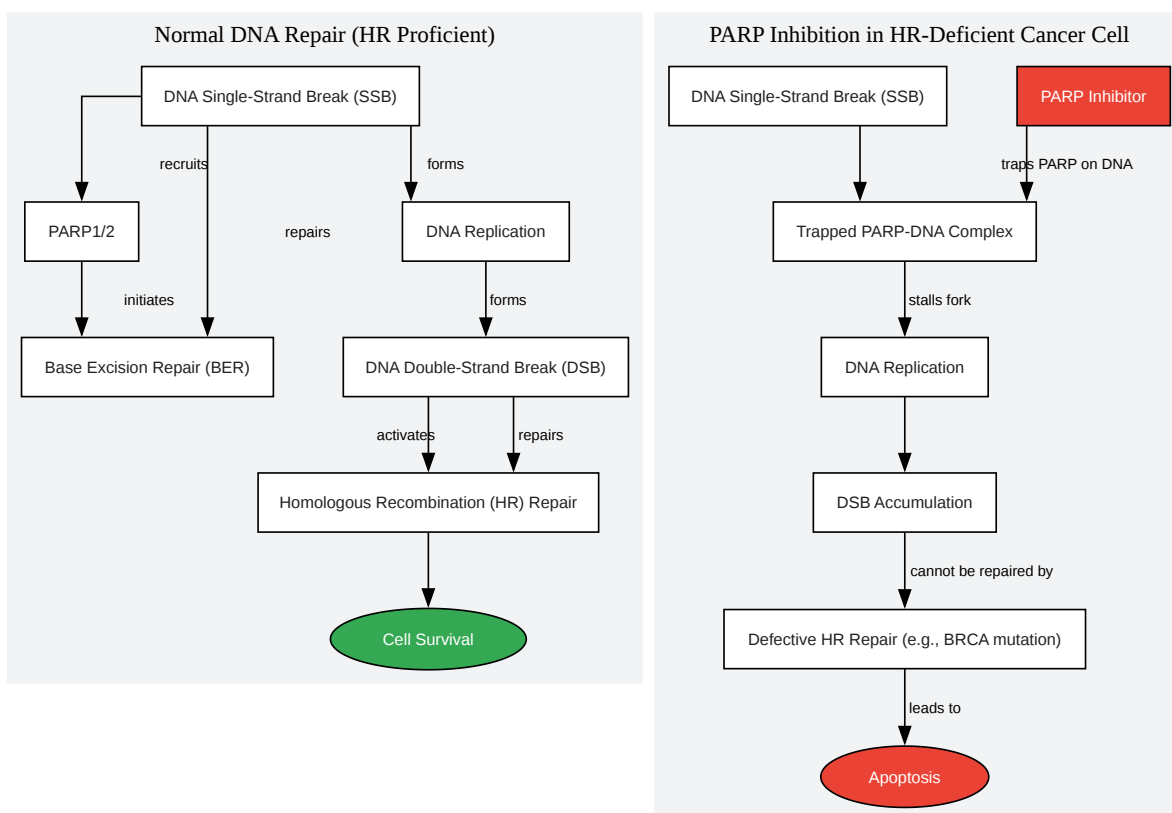 Normal DNA Repair (HR Proficient)
DNA Single-Strand Break (SSB)
recruits
forms
PARP1/2
repairs
DNA Replication
initiates
forms
Base Excision Repair (BER)
DNA Double-Strand Break (DSB)
activates
repairs
Homologous Recombination (HR) Repair
Cell Survival
PARP Inhibition in HR-Deficient Cancer Cell
DNA Single-Strand Break (SSB)
PARP Inhibitor
traps PARP on DNA
Trapped PARP-DNA Complex
stalls fork
DNA Replication
DSB Accumulation
cannot be repaired by
Defective HR Repair (e.g., BRCA mutation)
leads to
Apoptosis